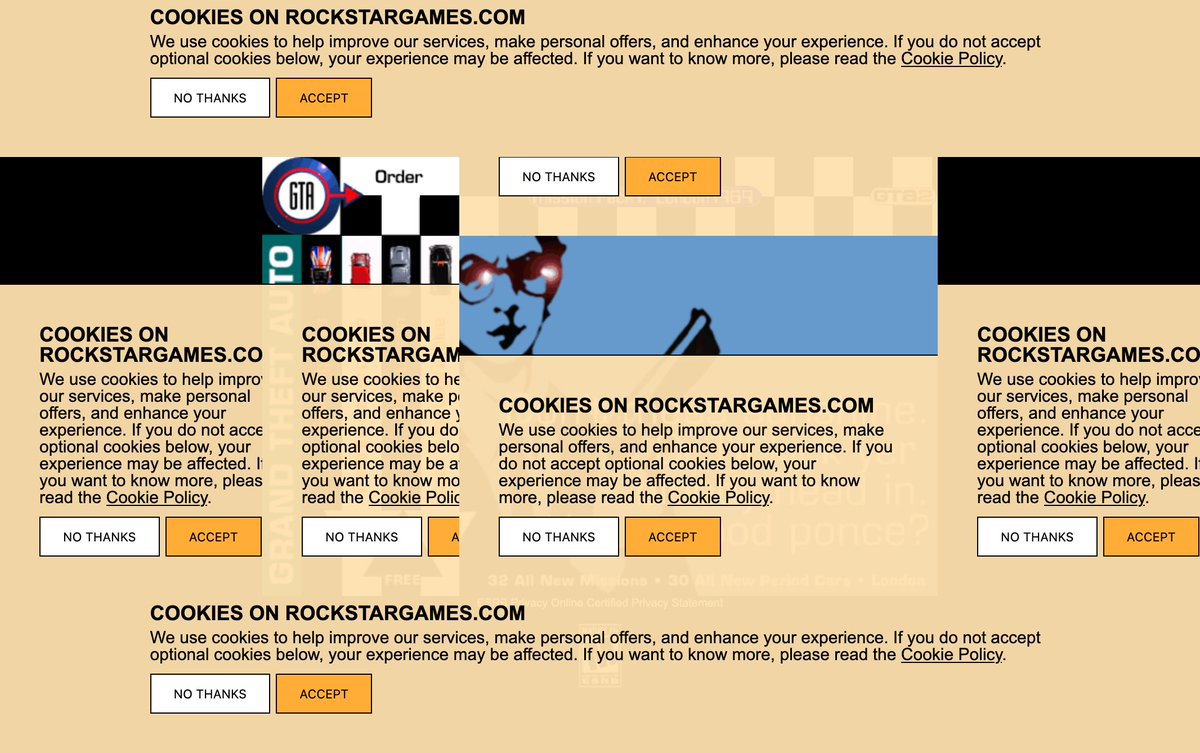 COOKIES ON ROCKSTARGAMES.COM
We use cookies to help improve our services, make personal offers, and enhance your experience. If you do not accept
optional cookies below, your experience may be affected. If you want to know more, please read the Cookie Policy.
NO THANKS
ACCEPT
GTA
Order
NO THANKS
ACCEPT
GTA2
GRAND THEFT AUTO
COOKIES ON
ROCKSTARGAMES.CO
We use cookies to help impro
our services, make personal
offers, and enhance your
experience. If you do not acce
optional cookies below, your
experience may be affected. If
you want to know more, pleas
read the Cookie Policy.
NO THANKS
ACCEPT
COOKIES ON
ROCKSTARGAM
We use cookies to he
our services, make p
offers, and enhance y
experience. If you do
optional cookies belo
experience may be a
you want to know mo
read the Cookie Polic
NO THANKS
A
COOKIES ON ROCKSTARGAMES.COM
We use cookies to help improve our services, make
personal offers, and enhance your experience. If you
do not accept optional cookies below, your
experience may be affected. If you want to know
more, please read the Cookie Policy.
NO THANKS
ACCEPT
ead in,
od ponce?
COOKIES ON
ROCKSTARGAMES.CO
We use cookies to help impro
our services, make personal
offers, and enhance your
experience. If you do not acce
optional cookies below, your
experience may be affected. If
you want to know more, pleas
read the Cookie Policy.
NO THANKS
ACCEPT
FREE
32 All New Missions • 30 All New Period Cars • London
Privacy Online Certified Privacy Statement
COOKIES ON ROCKSTARGAMES.COM
We use cookies to help improve our services, make personal offers, and enhance your experience. If you do not accept
optional cookies below, your experience may be affected. If you want to know more, please read the Cookie Policy.
NO THANKS
ACCEPT